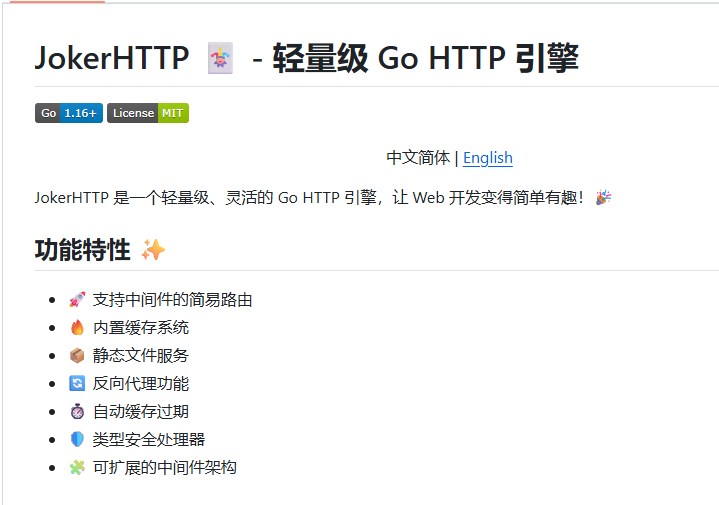 JokerHTTP 🃏 - 轻量级 Go HTTP 引擎
Go 1.16+ License MIT
中文简体 | English
JokerHTTP 是一个轻量级、灵活的 Go HTTP 引擎，让 Web 开发变得简单有趣！🎉
功能特性 ✨
🚀 支持中间件的简易路由
🔥 内置缓存系统
📦 静态文件服务
🔄 反向代理功能
⏱️ 自动缓存过期
🛡️ 类型安全处理器
🧩 可扩展的中间件架构